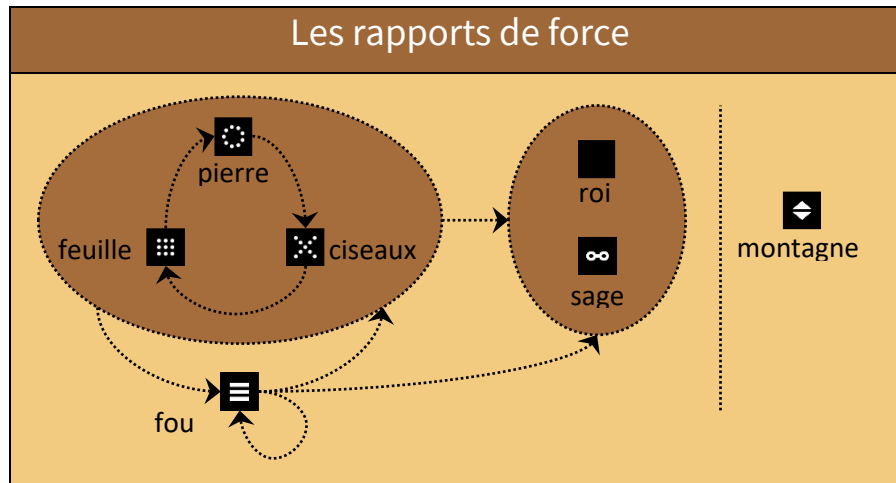 Les rapports de force
pierre
feuille
ciseaux
fou
roi
sage
montagne